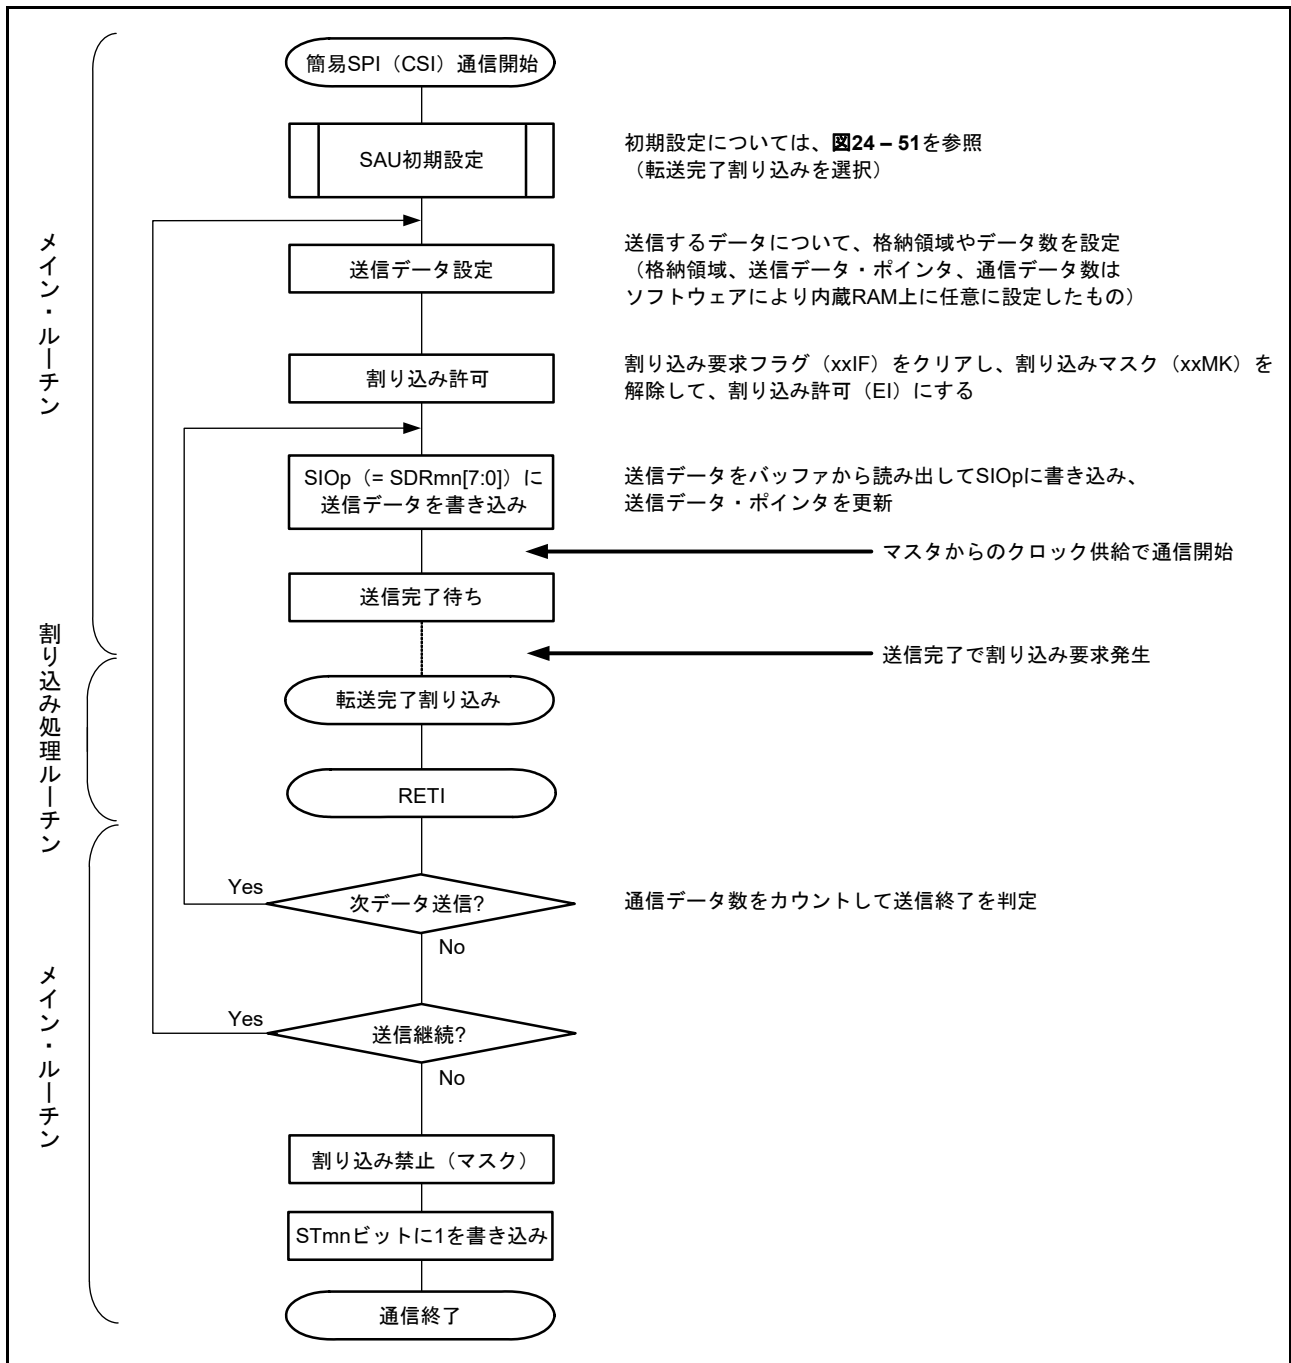 簡易SPI（CSI）通信開始
SAU初期設定
初期設定については、図24 – 51を参照
（転送完了割り込みを選択）
メイン・ルーチン
送信データ設定
送信するデータについて、格納領域やデータ数を設定
（格納領域、送信データ・ポインタ、通信データ数は
ソフトウェアにより内蔵RAM上に任意に設定したもの）
割り込み許可
割り込み要求フラグ（xxIF）をクリアし、割り込みマスク（xxMK）を
解除して、割り込み許可（EI）にする
SIOp（= SDRmn[7:0]）に
送信データを書き込み
送信データをバッファから読み出してSIOpに書き込み、
送信データ・ポインタを更新
マスタからのクロック供給で通信開始
送信完了待ち
送信完了で割り込み要求発生
割り込み処理ルーチン
転送完了割り込み
RETI
Yes
次データ送信?
通信データ数をカウントして送信終了を判定
No
メイン・ルーチン
Yes
送信継続?
No
割り込み禁止（マスク）
STmnビットに1を書き込み
通信終了